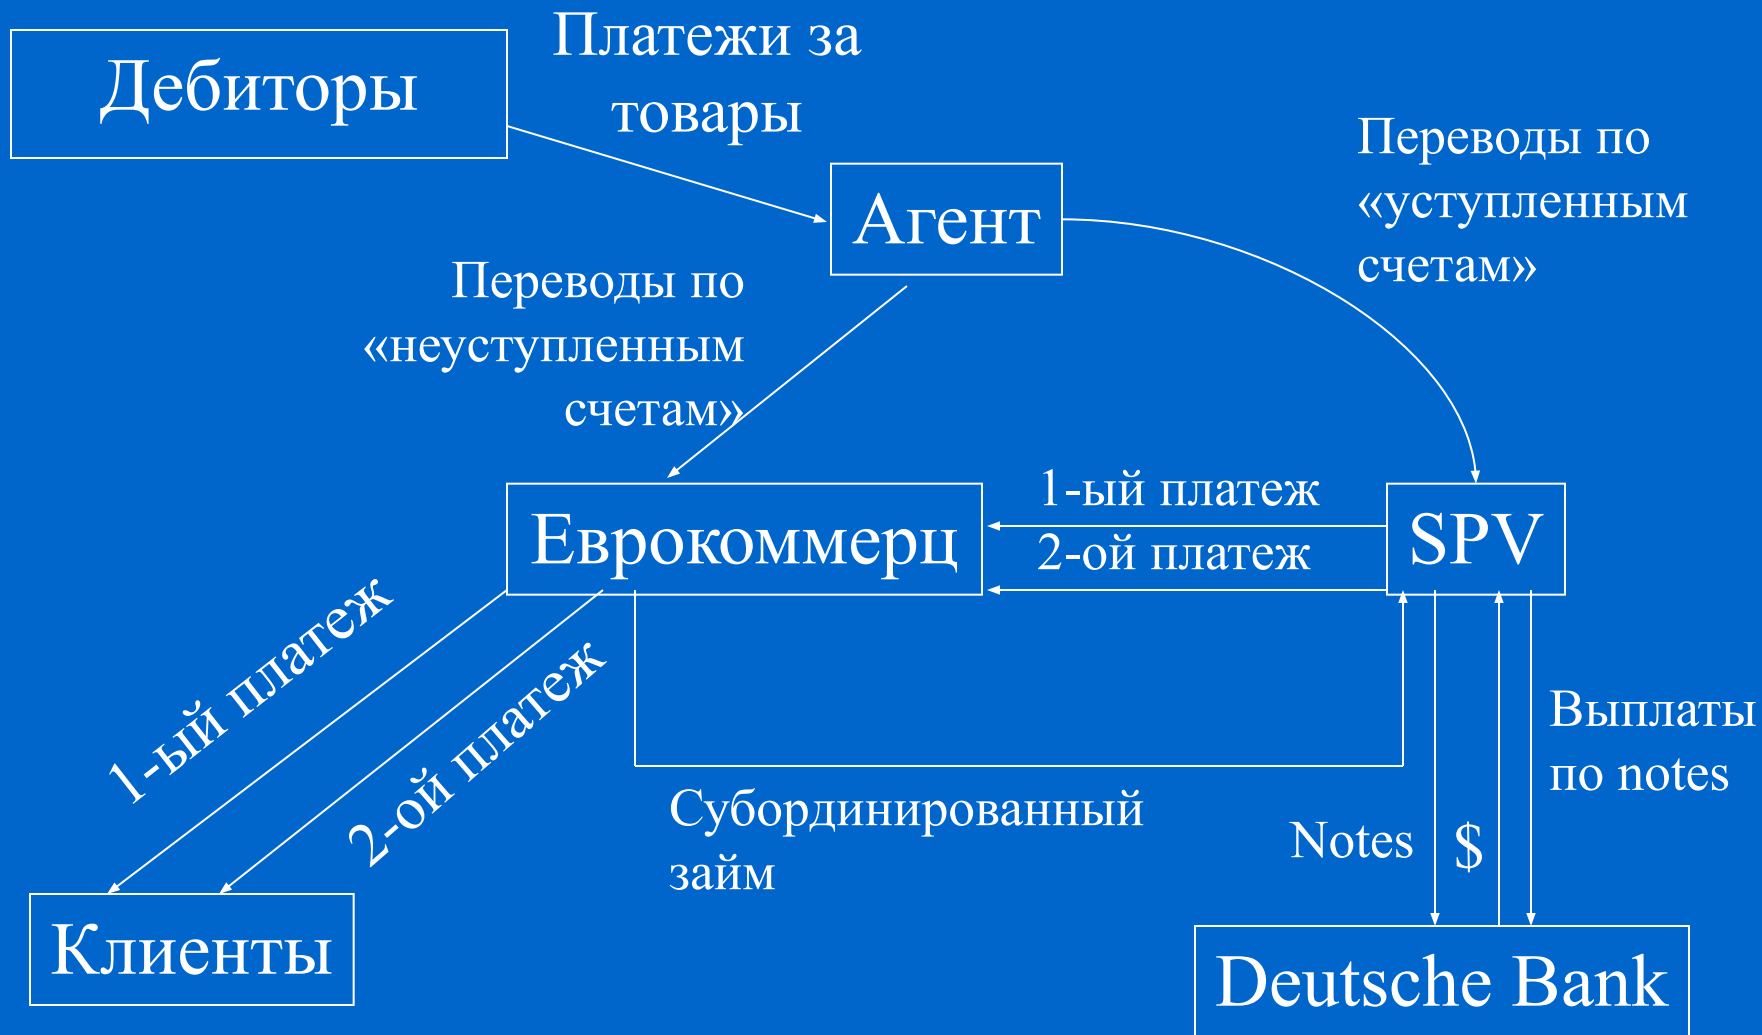 Дебиторы
Платежи за
товары
Агент
Переводы по
«уступленным
счетам»
Переводы по
«неуступленным
счетам»
Еврокоммерц
1-ый платеж
2-ой платеж
SPV
1-ый платеж
2-ой платеж
Субординированный
займ
Notes
$
Выплаты
по notes
Клиенты
Deutsche Bank